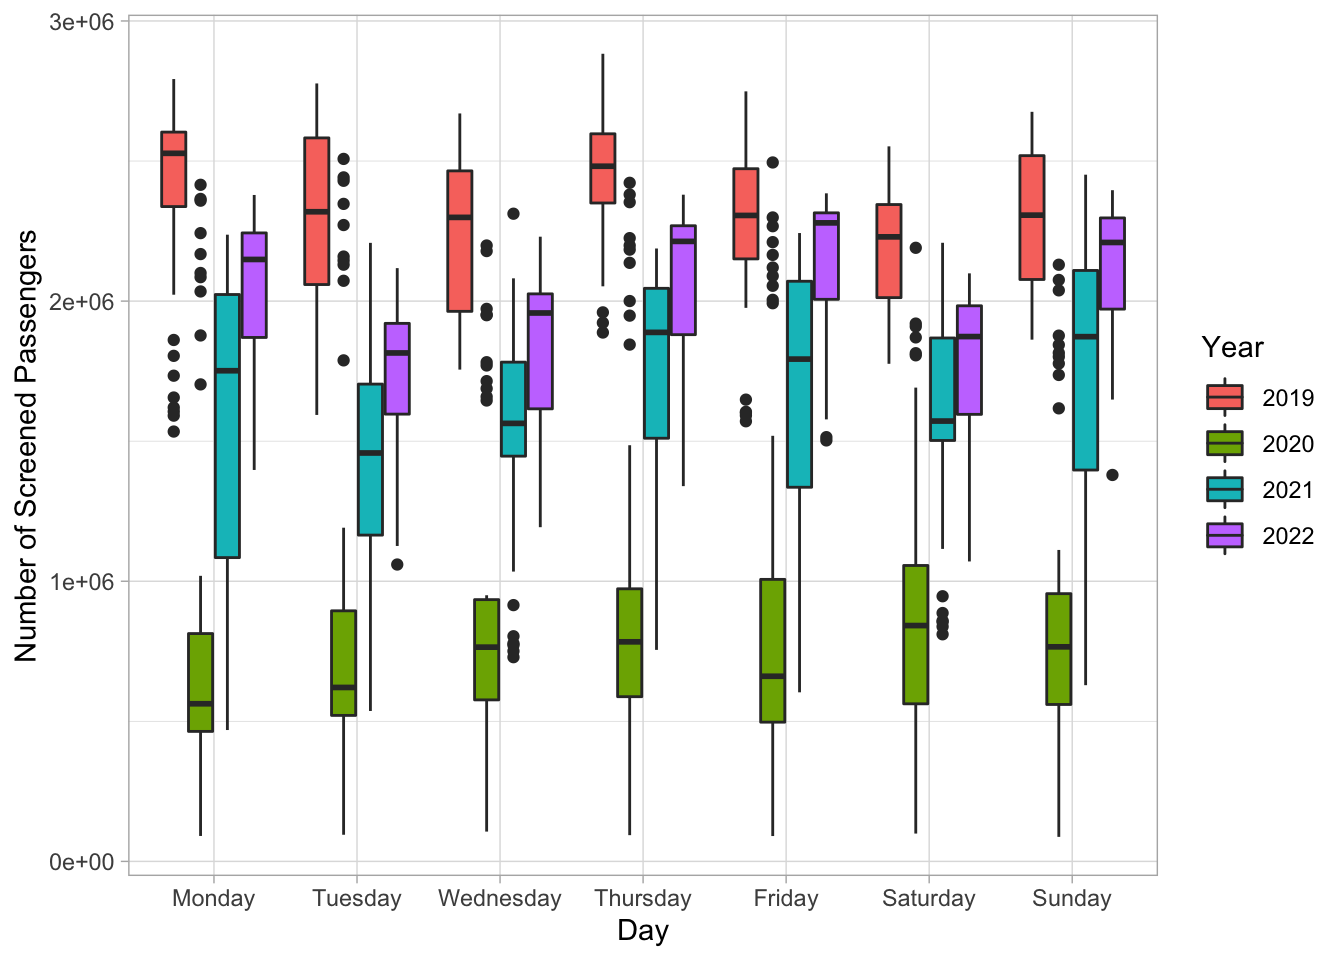 Number of Screened Passengers
3e+06
2e+06
1e+06
0e+00
Monday
Tuesday
Wednesday
Thursday
Friday
Saturday
Sunday
Day
Year
2019
2020
2021
2022